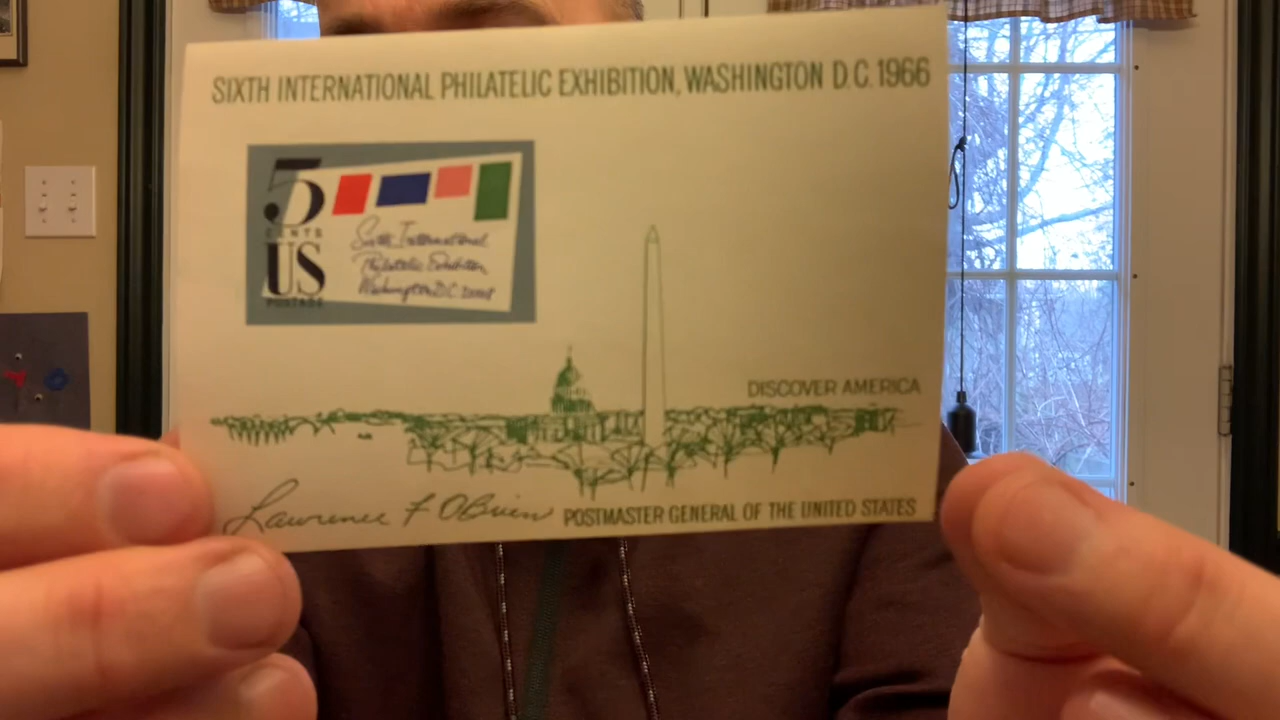 SIXTH INTERNATIONAL PHILATELIC EXHIBITION, WASHINGTON D.C. 1966
5
CENTS
US
POSTAGE
Sixth International
Philatelic Exhibition
Washington D.C.
DISCOVER AMERICA
Lawrence F O'Brien POSTMASTER GENERAL OF THE UNITED STATES